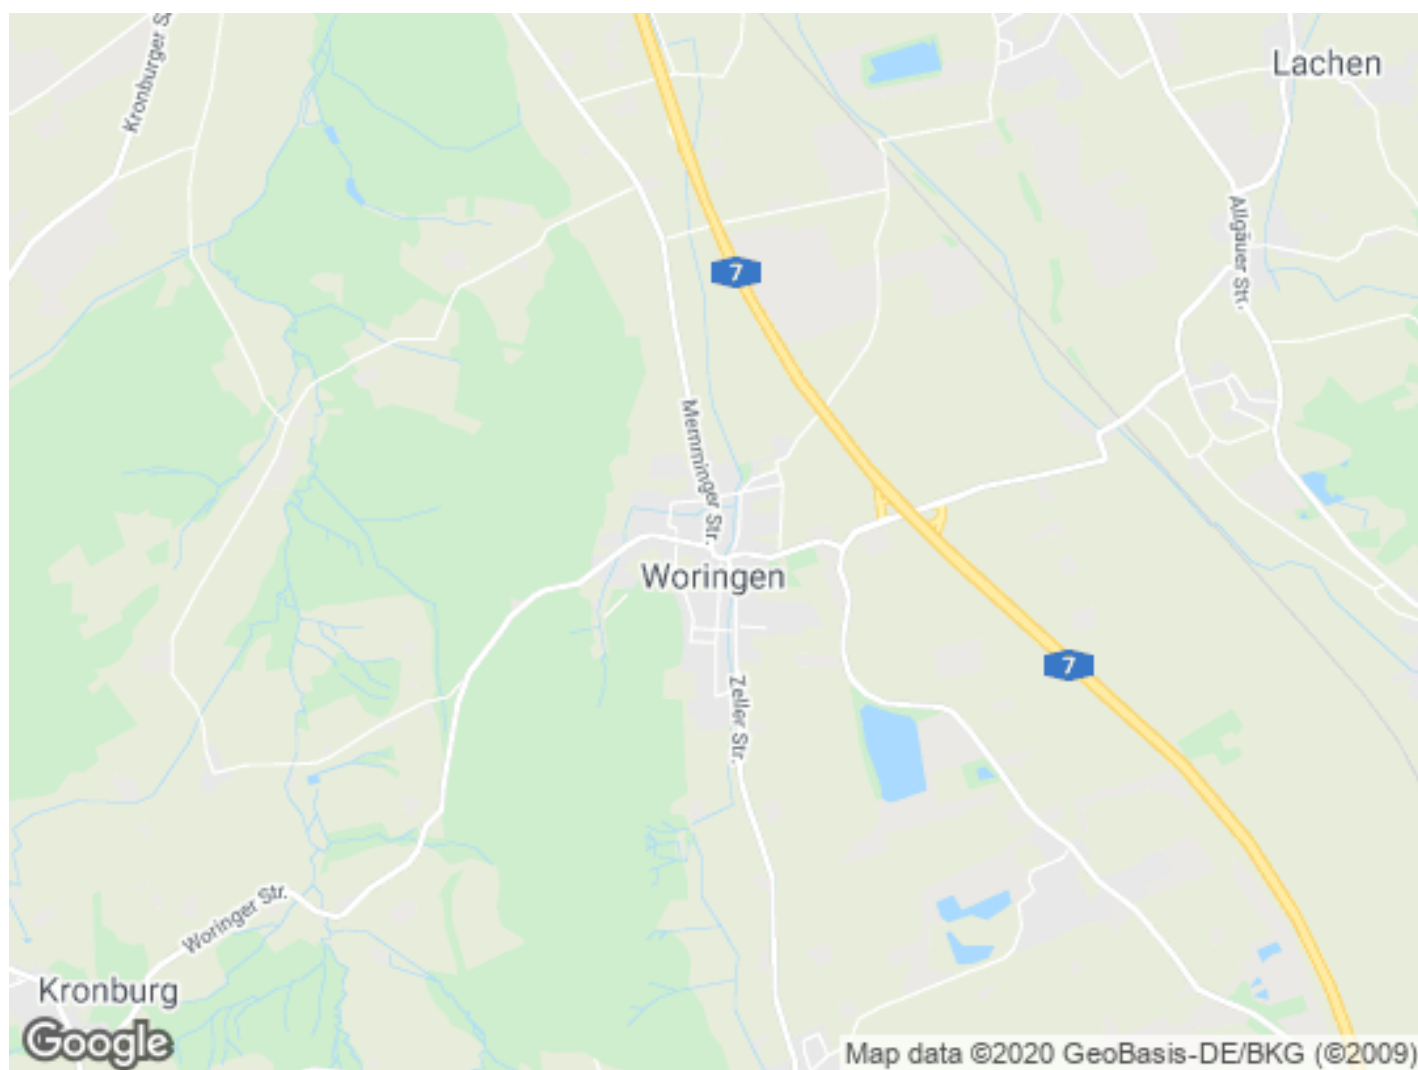 Kronburger S
Lachen
Allgäuer Str.
7
Memminger Str.
Woringen
7
Zeller Str.
Woringer Str.
Kronburg
Google
Map data ©2020 GeoBasis-DE/BKG (©2009)